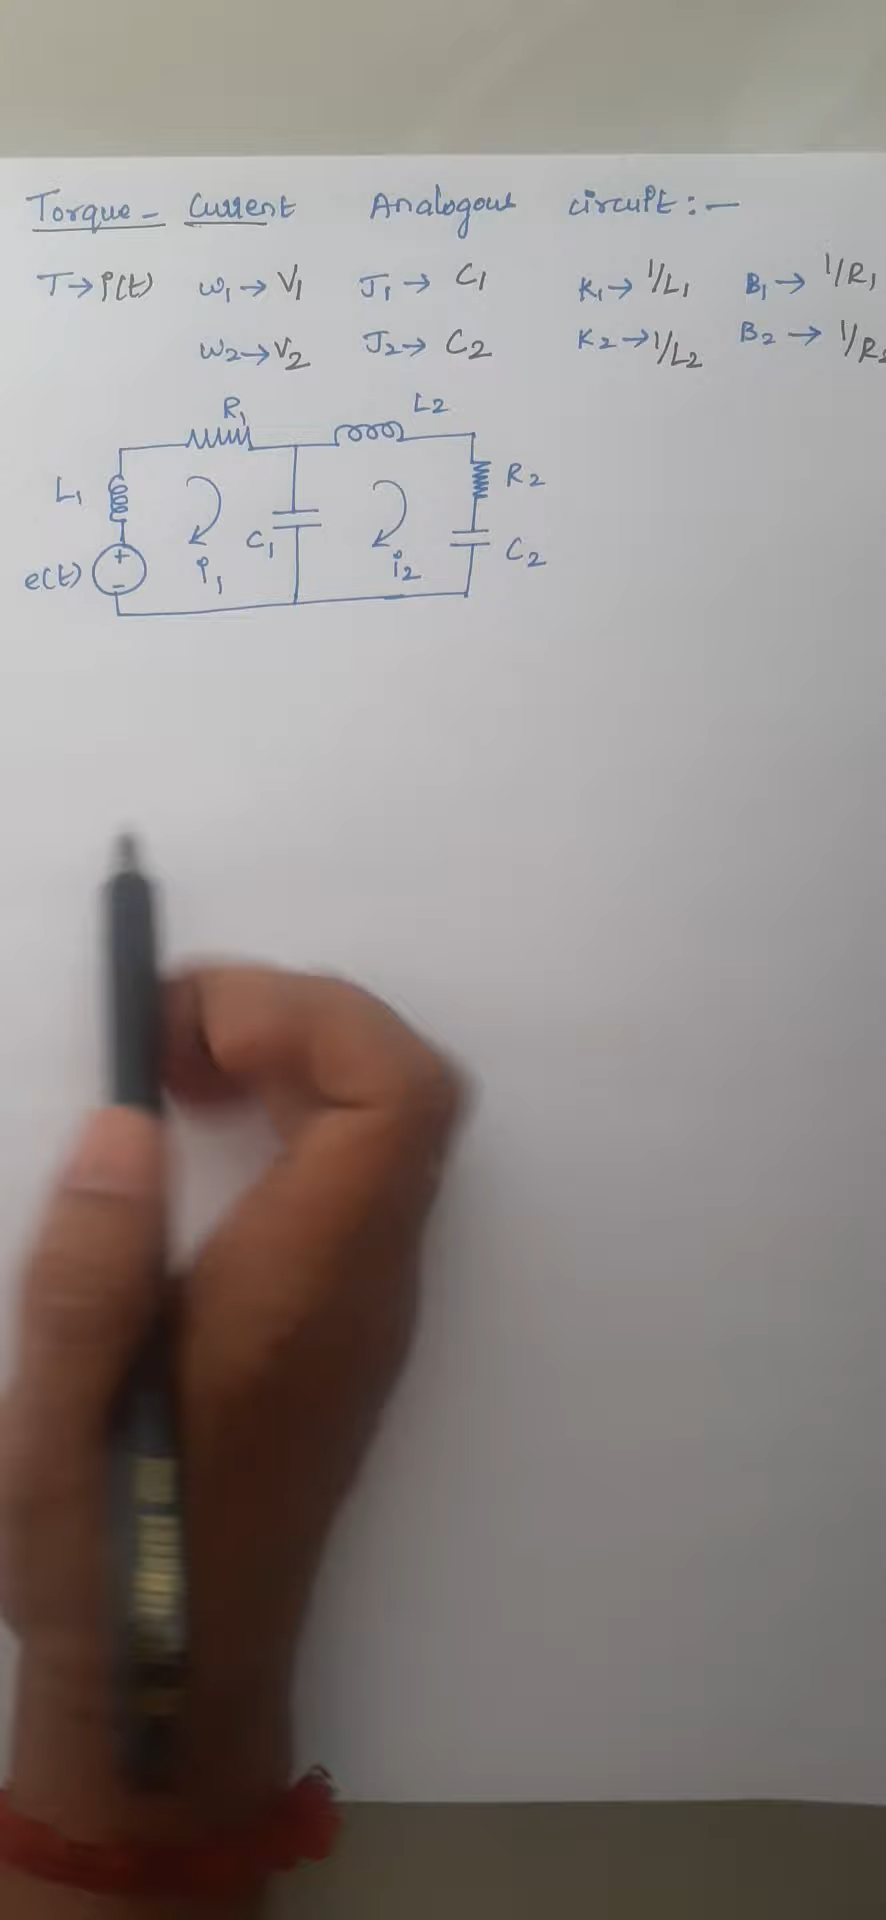 Torque - Current Analogous circuit :-
T → i(t) ω1 → V1 J1 → C1 K1 → 1/L1 B1 → 1/R1
ω2 → V2 J2 → C2 K2 → 1/L2 B2 → 1/R2
R1 L2
L1 R2
C1 C2
e(t) + - i1 i2